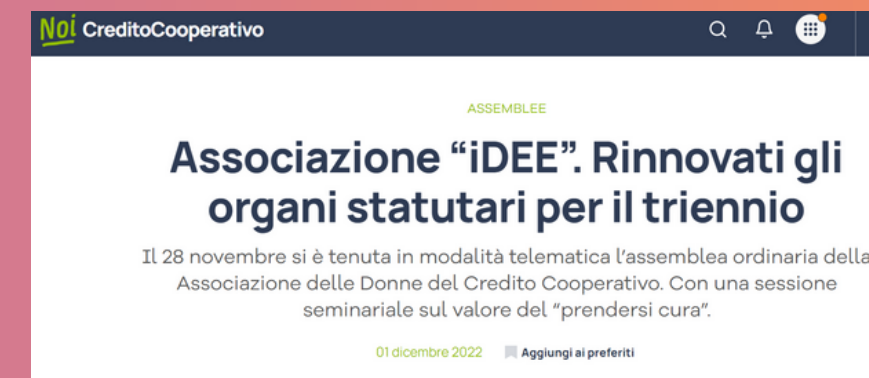 Noi CreditoCooperativo
ASSEMBLEE
Associazione “iDEE”. Rinnovati gli
organi statutari per il triennio
Il 28 novembre si è tenuta in modalità telematica l’assemblea ordinaria della
Associazione delle Donne del Credito Cooperativo. Con una sessione
seminariale sul valore del “prendersi cura”.
01 dicembre 2022 Aggiungi ai preferiti